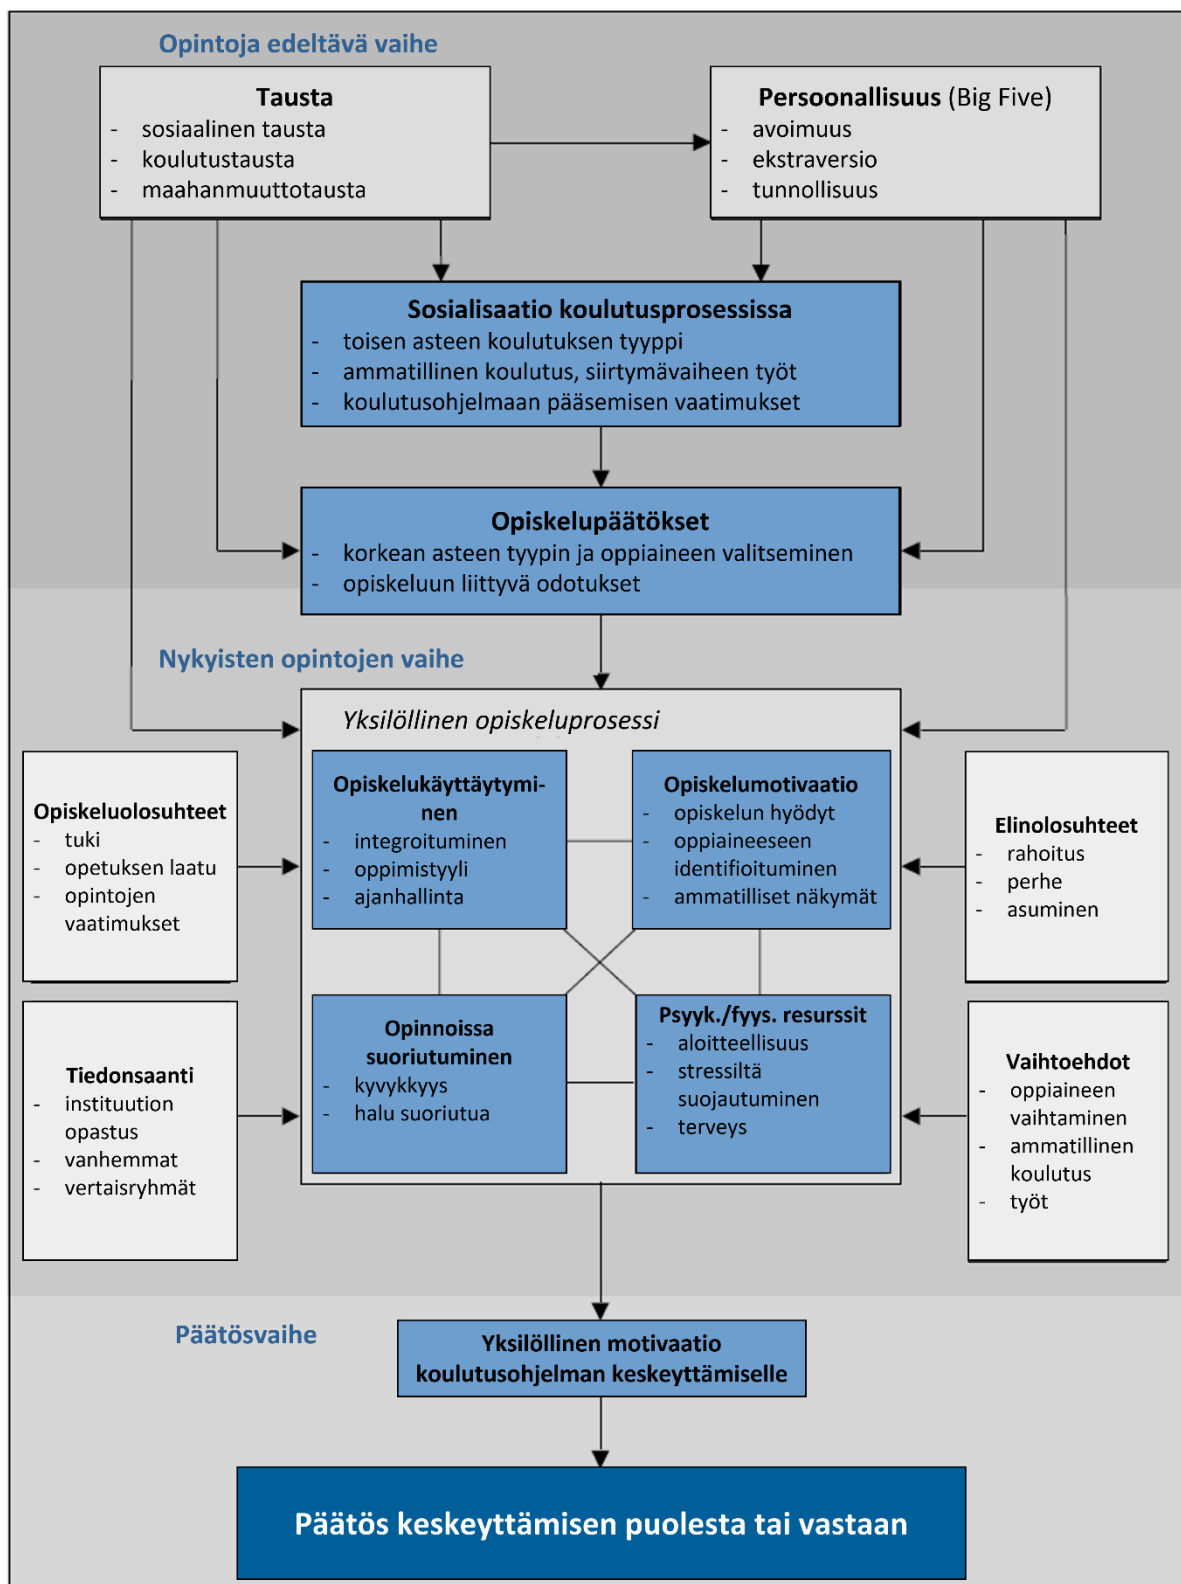 Opintoja edeltävä vaihe
Tausta
- sosiaalinen tausta
- koulutustausta
- maahanmuuttotausta
Persoonallisuus (Big Five)
- avoimuus
- ekstraversio
- tunnollisuus
Sosialisaatio koulutusprosessissa
- toisen asteen koulutuksen tyyppi
- ammatillinen koulutus, siirtymävaiheen työt
- koulutusohjelmaan pääsemisen vaatimukset
Opiskelupäätökset
- korkean asteen tyypin ja oppiaineen valitseminen
- opiskeluun liittyvä odotukset
Nykyisten opintojen vaihe
Yksilöllinen opiskeluprosessi
Opiskeluolosuhteet
- tuki
- opetuksen laatu
- opintojen
vaatimukset
Opiskelukäyttäytymi-
nen
- integroituminen
- oppimistyyli
- ajanhallinta
Opiskelumotivaatio
- opiskelun hyödyt
- oppiaineeseen
identifioituminen
- ammatilliset näkymät
Elinolosuhteet
- rahoitus
- perhe
- asuminen
Tiedonsaanti
- instituution
opastus
- vanhemmat
- vertaisryhmät
Opinnoissa
suoriutuminen
- kyvykkyys
- halu suoriutua
Psyyk./fyys. resurssit
- aloitteellisuus
- stressiltä
suojautuminen
- terveys
Vaihtoehdot
- oppiaineen
vaihtaminen
- ammatillinen
koulutus
- työt
Päätösvaihe
Yksilöllinen motivaatio
koulutusohjelman keskeyttämiselle
Päätös keskeyttämisen puolesta tai vastaan